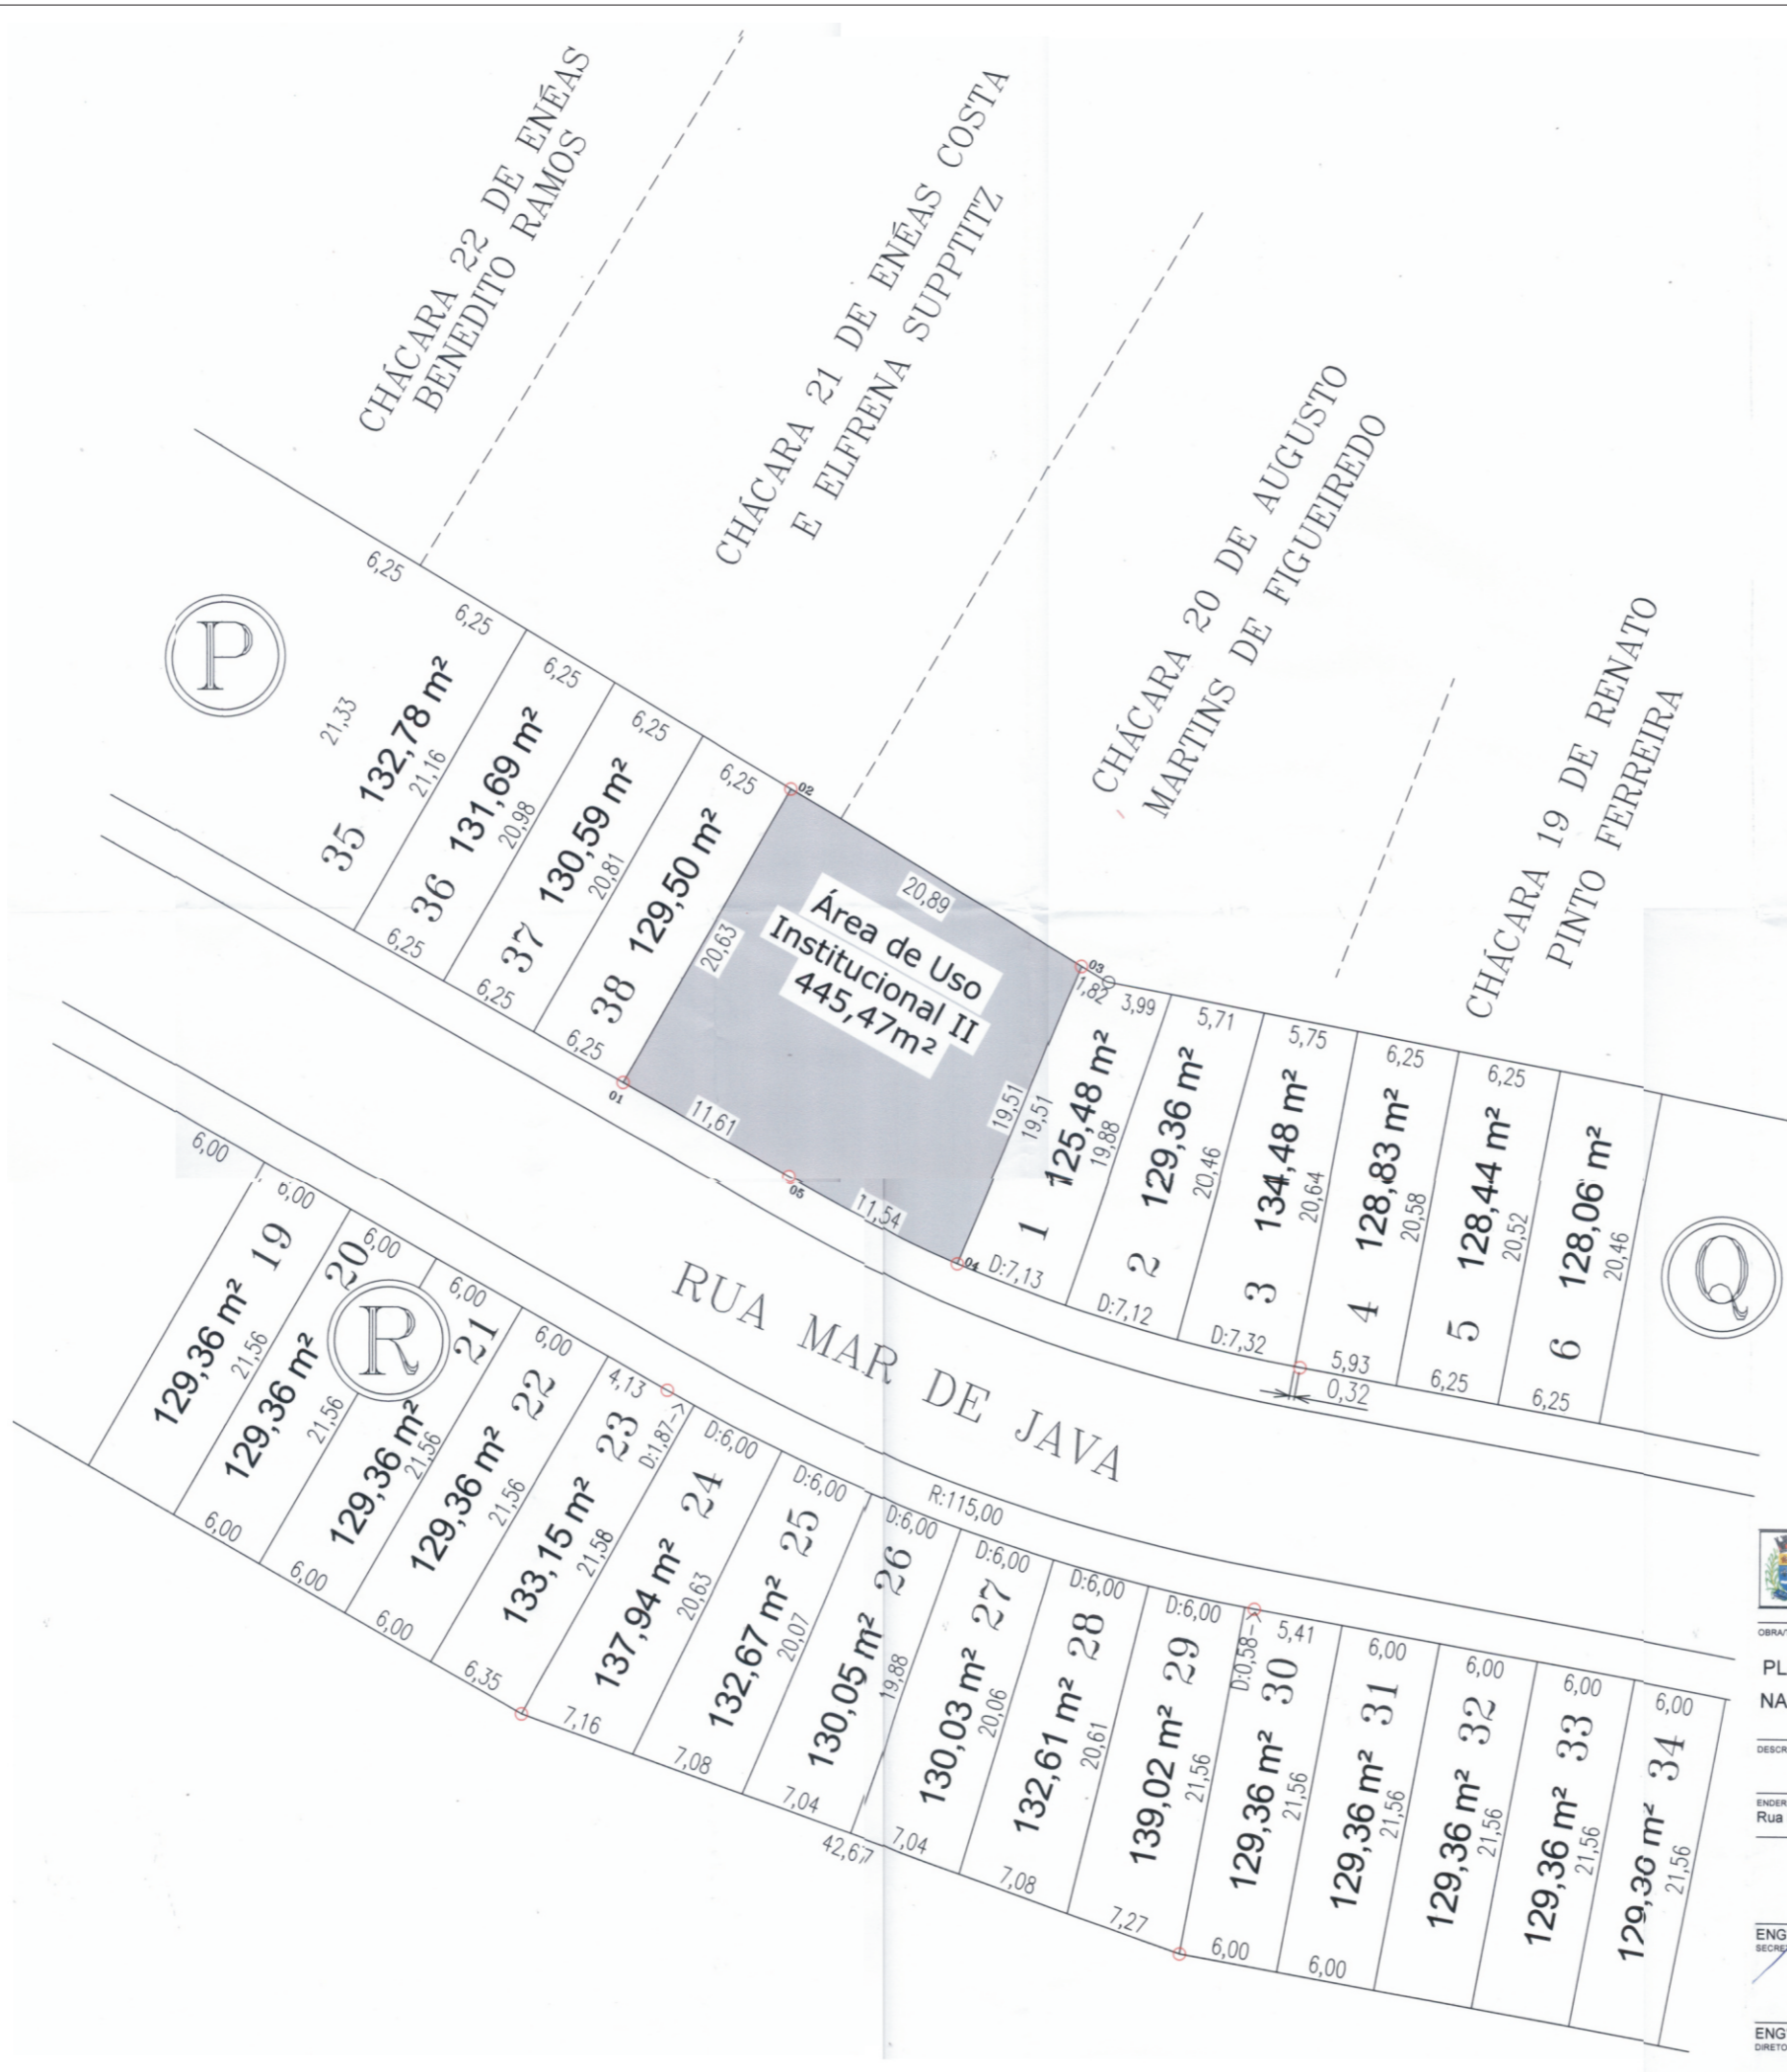 CHÁCARA 22 DE ENÉAS
BENEDITO RAMOS
CHÁCARA 21 DE ENÉAS COSTA
E ELFRENA SUPPTITZ
CHÁCARA 20 DE AUGUSTO
MARTINS DE FIGUEIREDO
CHÁCARA 19 DE RENATO
PINTO FERREIRA
P
6,25
6,25
6,25
6,25
6,25
21,33
35 132,78 m²
21,16
36 131,69 m²
20,98
37 130,59 m²
20,81
38 129,50 m²
20,63
6,25
6,25
6,25
02
20,89
Área de Uso
Institucional II
445,47m²
03
01
11,61
05
11,54
04
19,51
19,51
1,82
3,99
5,71
5,75
6,25
6,25
1 125,48 m²
19,88
2 129,36 m²
20,46
3 134,48 m²
20,64
4 128,83 m²
20,58
5 128,44 m²
20,52
6 128,06 m²
20,46
Q
D:7,13
D:7,12
D:7,32
5,93
0,32
6,25
6,25
RUA MAR DE JAVA
R:115,00
6,00
6,00
6,00
6,00
6,00
4,13
D:1,87->
D:6,00
D:6,00
D:6,00
D:6,00
D:6,00
D:6,00
D:0,58->
5,41
6,00
6,00
6,00
6,00
R
129,36 m² 19
21,56
129,36 m² 20
21,56
129,36 m² 21
21,56
129,36 m² 22
21,56
133,15 m² 23
21,58
137,94 m² 24
20,63
132,67 m² 25
20,07
130,05 m² 26
19,88
130,03 m² 27
20,06
132,61 m² 28
20,61
139,02 m² 29
21,56
129,36 m² 30
21,56
129,36 m² 31
21,56
129,36 m² 32
21,56
129,36 m² 33
21,56
129,36 m² 34
21,56
6,00
6,00
6,00
6,35
7,16
7,08
7,04
42,67
7,04
7,08
7,27
6,00
6,00
OBRA/
PL
NA
DESCR
ENDER
Rua
ENG
SECRE
ENG
DIRETO